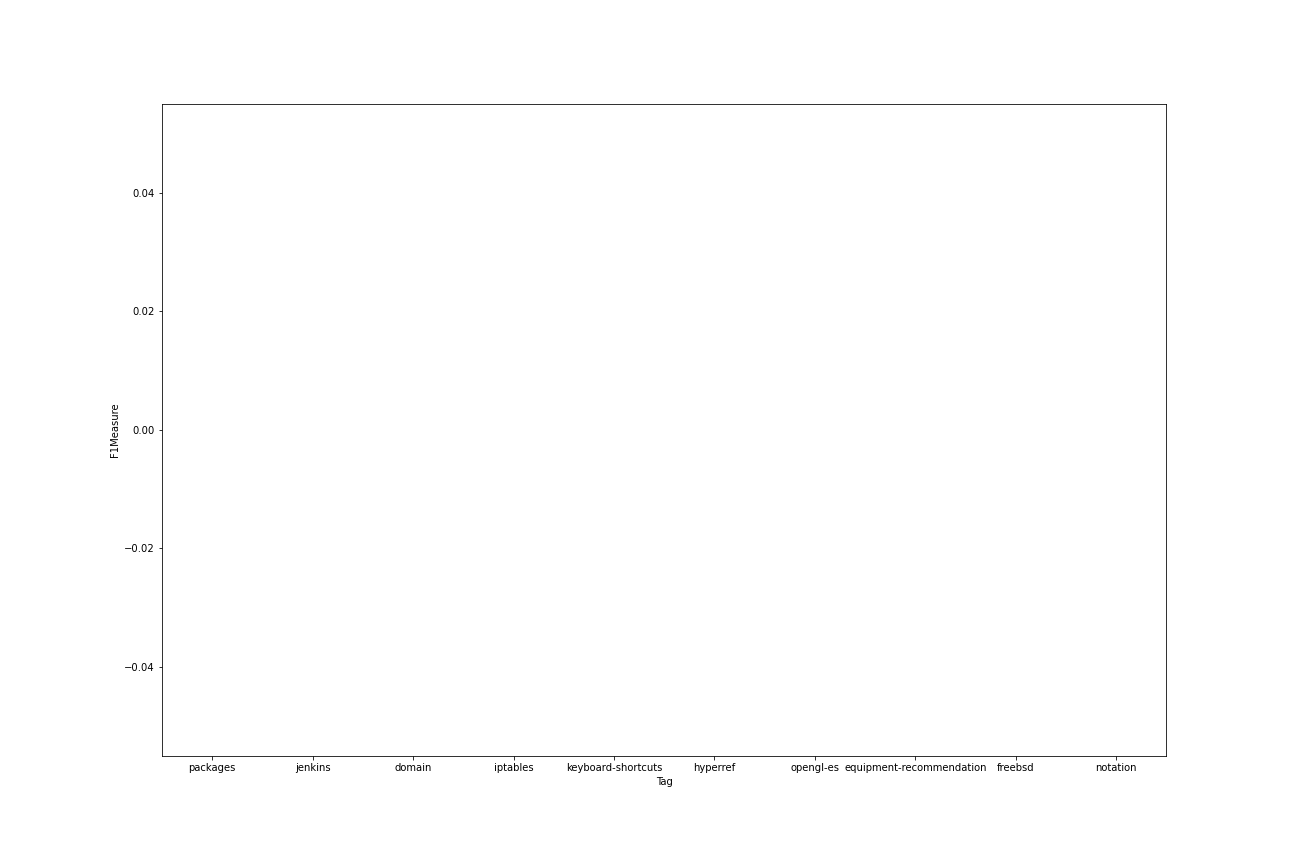 0.04
0.02
0.00
−0.02
−0.04
F1Measure
packages jenkins domain iptables keyboard-shortcuts hyperref opengl-es equipment-recommendation freebsd notation
Tag